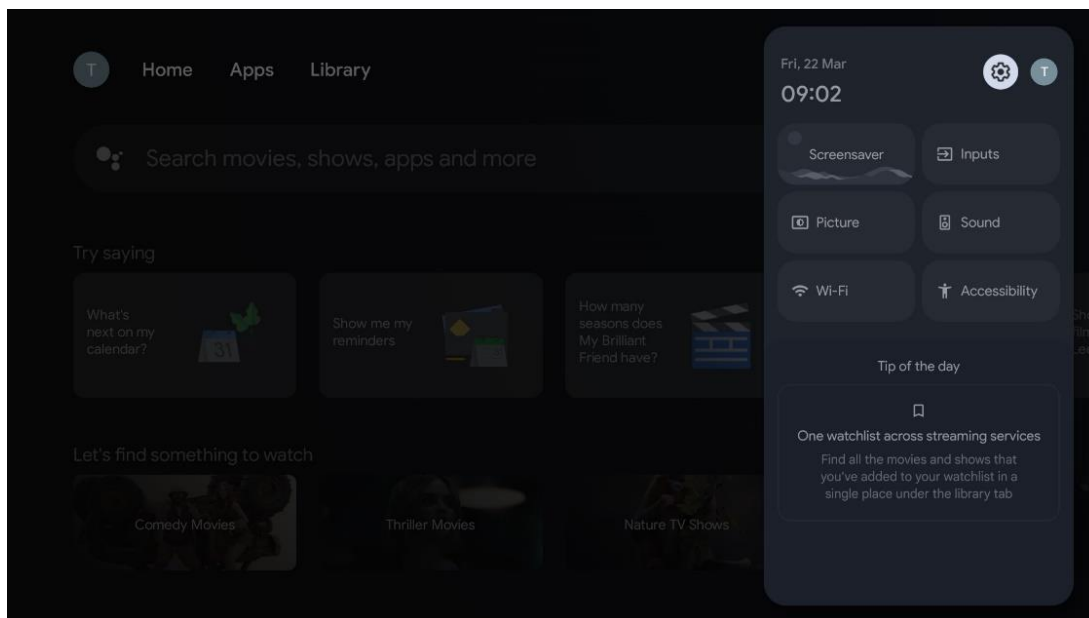 T
Home
Apps
Library
Search movies, shows, apps and more
Try saying
What's
next on my
calendar?
31
Show me my
reminders
How many
seasons does
My Brilliant
Friend have?
Let's find something to watch
Comedy Movies
Thriller Movies
Nature TV Shows
Fri, 22 Mar
09:02
T
Screensaver
Inputs
Picture
Sound
Wi-Fi
Accessibility
Tip of the day
One watchlist across streaming services
Find all the movies and shows that
you've added to your watchlist in a
single place under the library tab